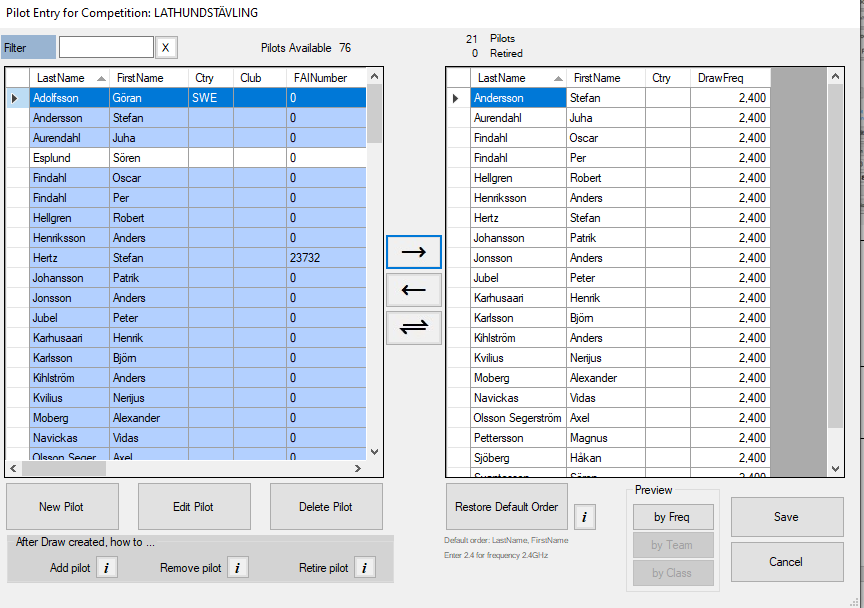 Pilot Entry for Competition: LATHUNDSTÄVLING
Filter X Pilots Available 76
21 Pilots
0 Retired
LastName FirstName Ctry Club FAINumber
Adolfsson Göran SWE 0
Andersson Stefan 0
Aurendahl Juha 0
Esplund Sören 0
Findahl Oscar 0
Findahl Per 0
Hellgren Robert 0
Henriksson Anders 0
Hertz Stefan 23732
Johansson Patrik 0
Jonsson Anders 0
Jubel Peter 0
Karhusaari Henrik 0
Karlsson Björn 0
Kihlström Anders 0
Kvilius Nerijus 0
Moberg Alexander 0
Navickas Vidas 0
Olsson Seger Axel 0
LastName FirstName Ctry DrawFreq
Andersson Stefan 2,400
Aurendahl Juha 2,400
Findahl Oscar 2,400
Findahl Per 2,400
Hellgren Robert 2,400
Henriksson Anders 2,400
Hertz Stefan 2,400
Johansson Patrik 2,400
Jonsson Anders 2,400
Jubel Peter 2,400
Karhusaari Henrik 2,400
Karlsson Björn 2,400
Kihlström Anders 2,400
Kvilius Nerijus 2,400
Moberg Alexander 2,400
Navickas Vidas 2,400
Olsson Segerström Axel 2,400
Pettersson Magnus 2,400
Sjöberg Håkan 2,400
New Pilot Edit Pilot Delete Pilot
After Draw created, how to ...
Add pilot i Remove pilot i Retire pilot i
Restore Default Order i
Default order: LastName, FirstName
Enter 2.4 for frequency 2.4GHz
Preview
by Freq
by Team
by Class
Save
Cancel